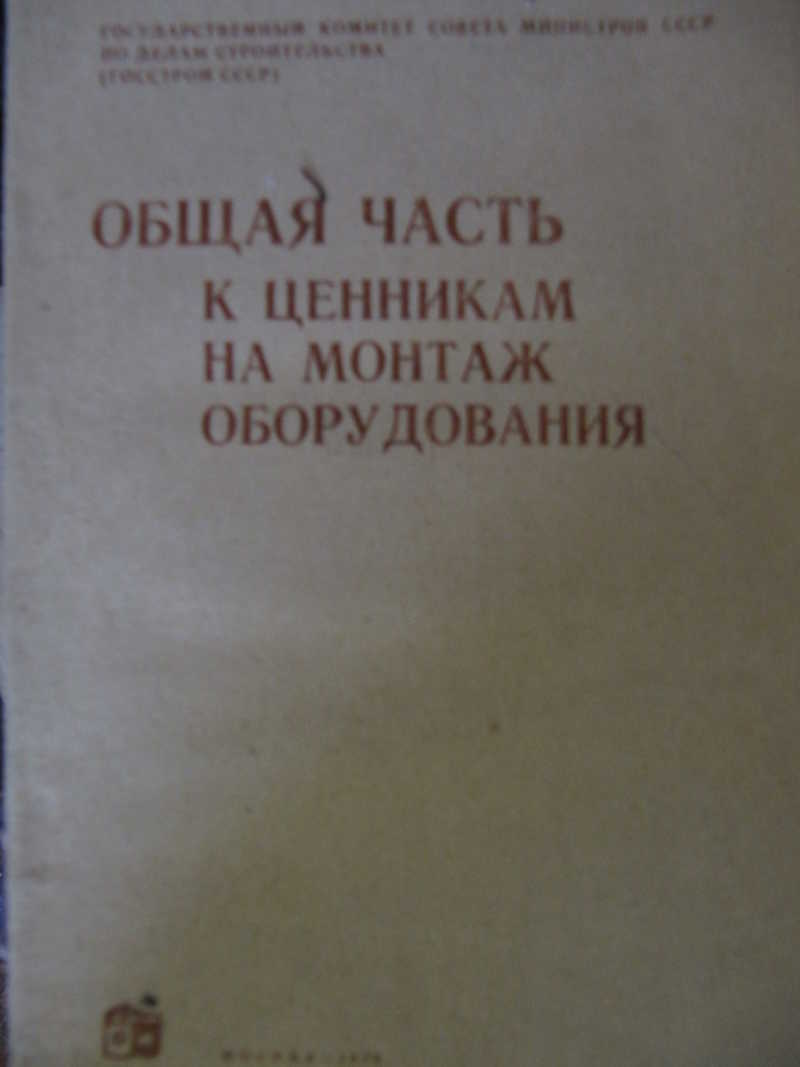 ГОСУДАРСТВЕННЫЙ КОМИТЕТ СОВЕТА МИНИСТРОВ СССР
ПО ДЕЛАМ СТРОИТЕЛЬСТВА
(ГОССТРОЙ СССР)
ОБЩАЯ ЧАСТЬ
К ЦЕННИКАМ
НА МОНТАЖ
ОБОРУДОВАНИЯ
МОСКВА